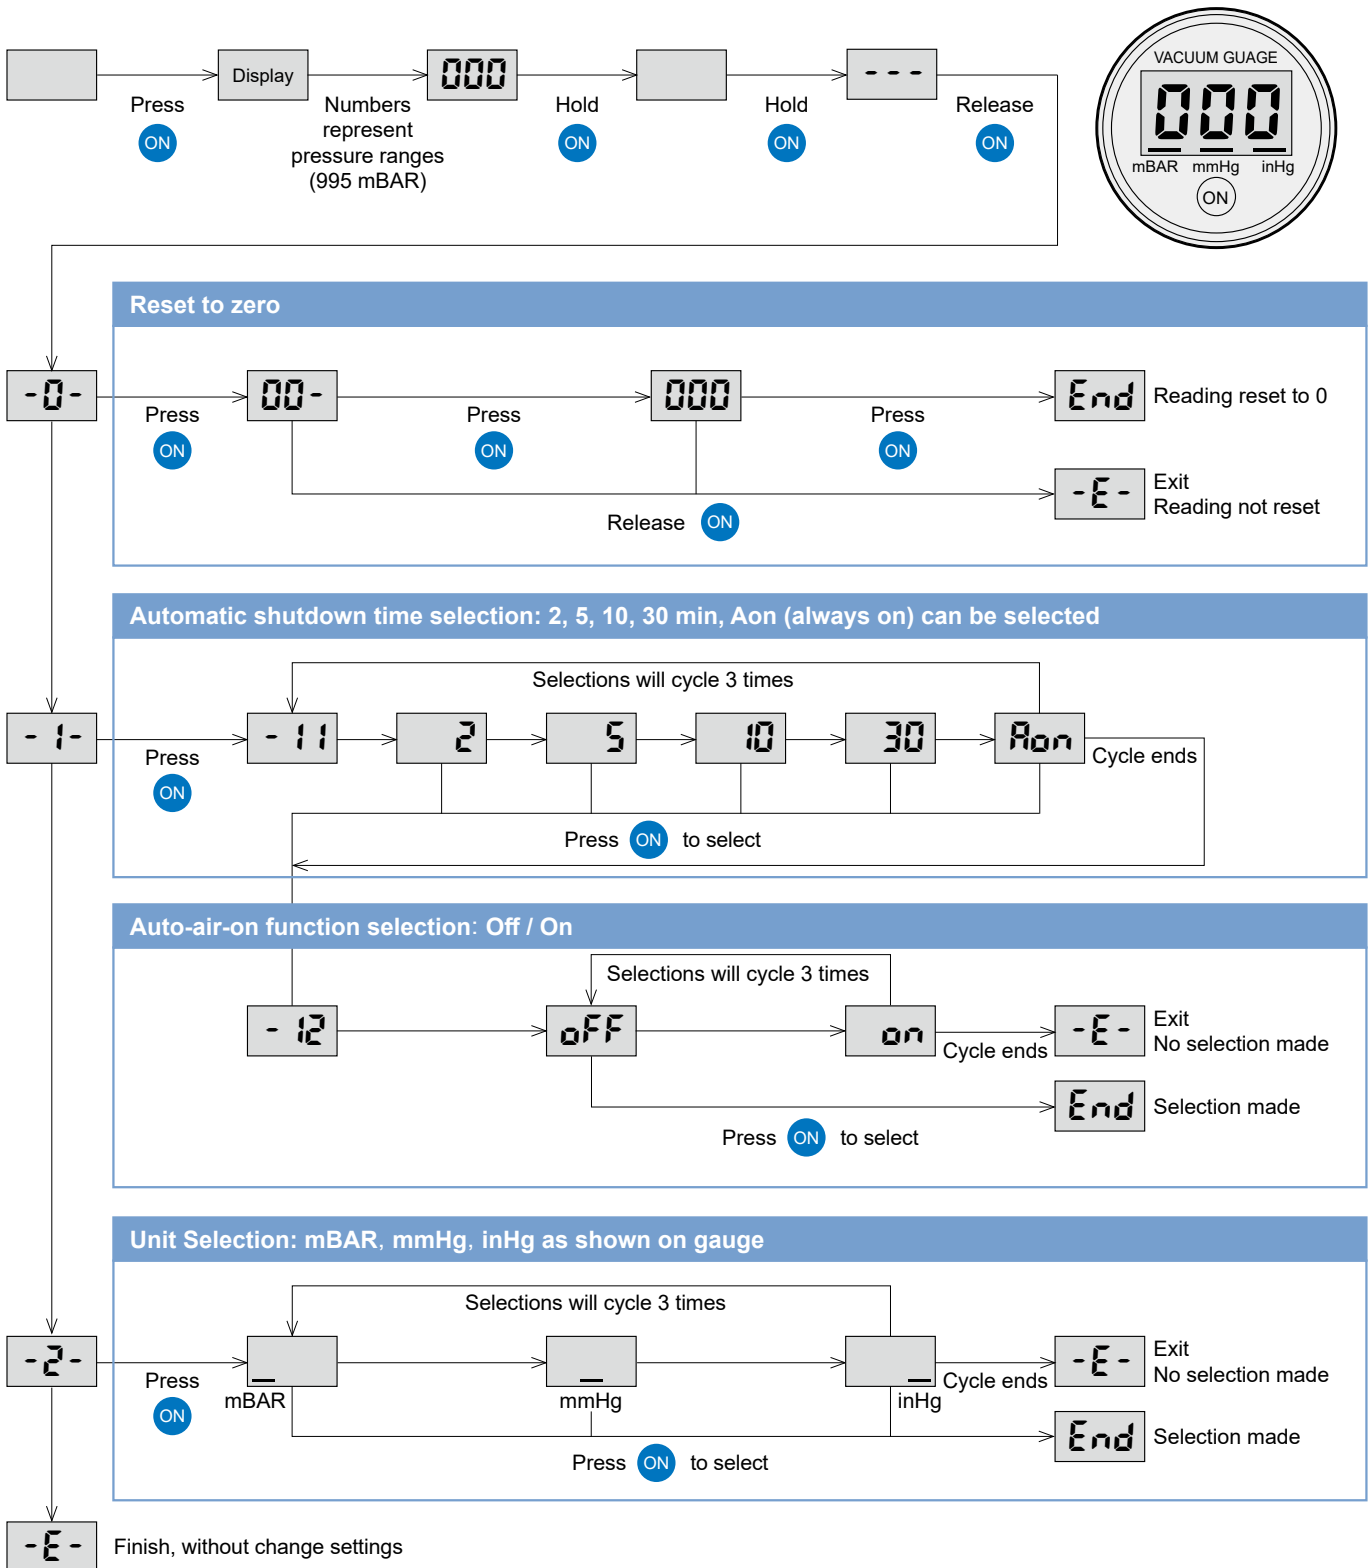 VACUUM GUAGE
000
mBAR mmHg inHg
ON
Display
000
- - -
Press
ON
Numbers
represent
pressure ranges
(995 mBAR)
Hold
ON
Hold
ON
Release
ON
Reset to zero
-0-
Press
ON
00-
Press
ON
000
Press
ON
End
Reading reset to 0
Release ON
-E-
Exit
Reading not reset
Automatic shutdown time selection: 2, 5, 10, 30 min, Aon (always on) can be selected
Selections will cycle 3 times
-1-
Press
ON
-11
2
5
10
30
Aon
Cycle ends
Press ON to select
Auto-air-on function selection: Off / On
Selections will cycle 3 times
-12
oFF
on
Cycle ends
-E-
Exit
No selection made
End
Selection made
Press ON to select
Unit Selection: mBAR, mmHg, inHg as shown on gauge
Selections will cycle 3 times
-2-
Press
ON
mBAR
mmHg
inHg
Cycle ends
-E-
Exit
No selection made
End
Selection made
Press ON to select
-E-
Finish, without change settings